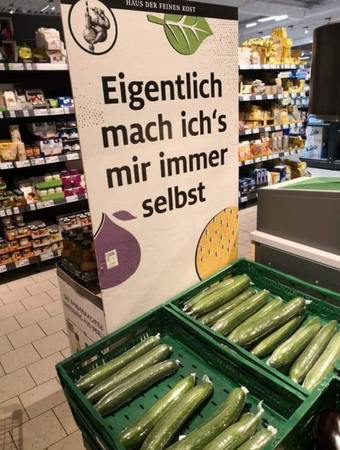 HAUS DER FEINEN KOST
Eigentlich
mach ich's
mir immer
selbst